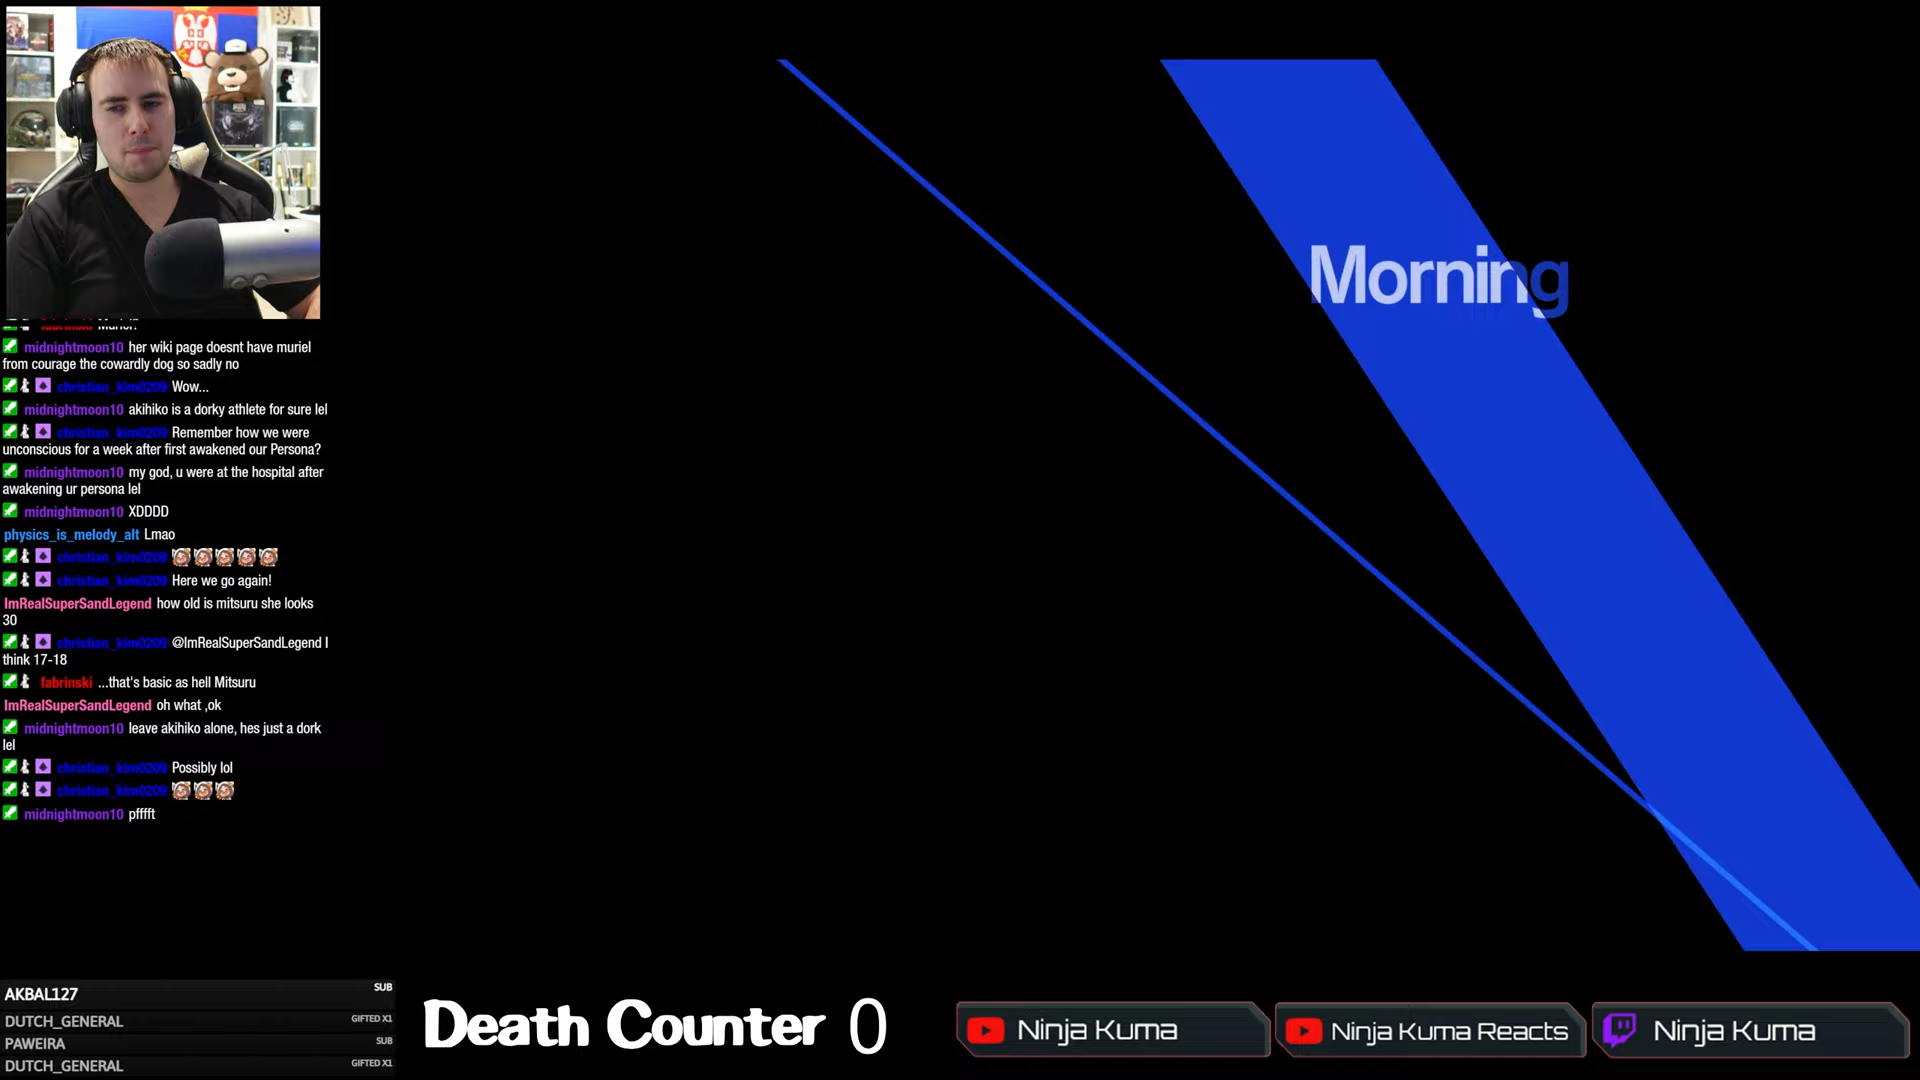 Morning
midnightmoon10 her wiki page doesnt have muriel
from courage the cowardly dog so sadly no
christian_kim0209 Wow...
midnightmoon10 akihiko is a dorky athlete for sure lel
christian_kim0209 Remember how we were
unconscious for a week after first awakened our Persona?
midnightmoon10 my god, u were at the hospital after
awakening ur persona lel
midnightmoon10 XDDDD
physics_is_melody_alt Lmao
christian_kim0209
christian_kim0209 Here we go again!
ImRealSuperSandLegend how old is mitsuru she looks
30
christian_kim0209 @ImRealSuperSandLegend I
think 17-18
fabrinski ...that's basic as hell Mitsuru
ImRealSuperSandLegend oh what ,ok
midnightmoon10 leave akihiko alone, hes just a dork
lel
christian_kim0209 Possibly lol
christian_kim0209
midnightmoon10 pfffft
AKBAL127 SUB
DUTCH_GENERAL GIFTED X1
PAWEIRA SUB
DUTCH_GENERAL GIFTED X1
Death Counter 0
Ninja Kuma
Ninja Kuma Reacts
Ninja Kuma